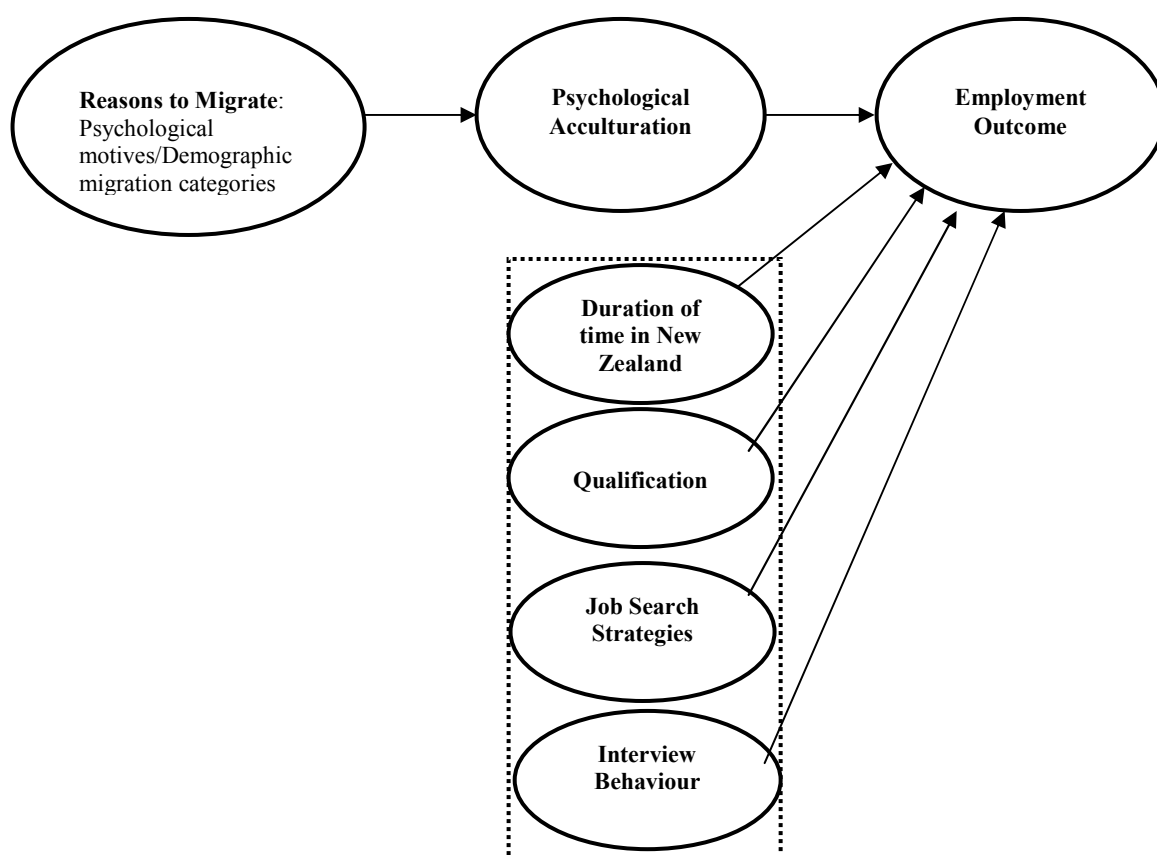 Reasons to Migrate:
Psychological
motives/Demographic
migration categories
Psychological
Acculturation
Employment
Outcome
Duration of
time in New
Zealand
Qualification
Job Search
Strategies
Interview
Behaviour